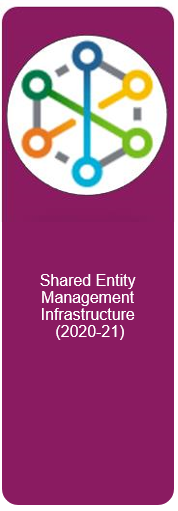 Shared Entity
Management
Infrastructure
(2020-21)